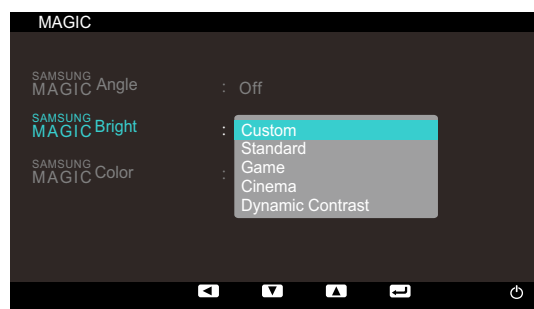 MAGIC
SAMSUNG
MAGIC Angle : Off
SAMSUNG
MAGIC Bright : Custom
Standard
Game
Cinema
Dynamic Contrast
SAMSUNG
MAGIC Color :